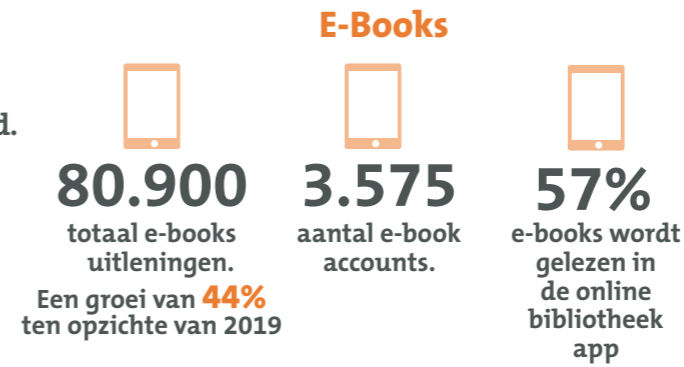 E-Books
d.
80.900
totaal e-books
uitleningen.
Een groei van 44%
ten opzichte van 2019
3.575
aantal e-book
accounts.
57%
e-books wordt
gelezen in
de online
bibliotheek
app